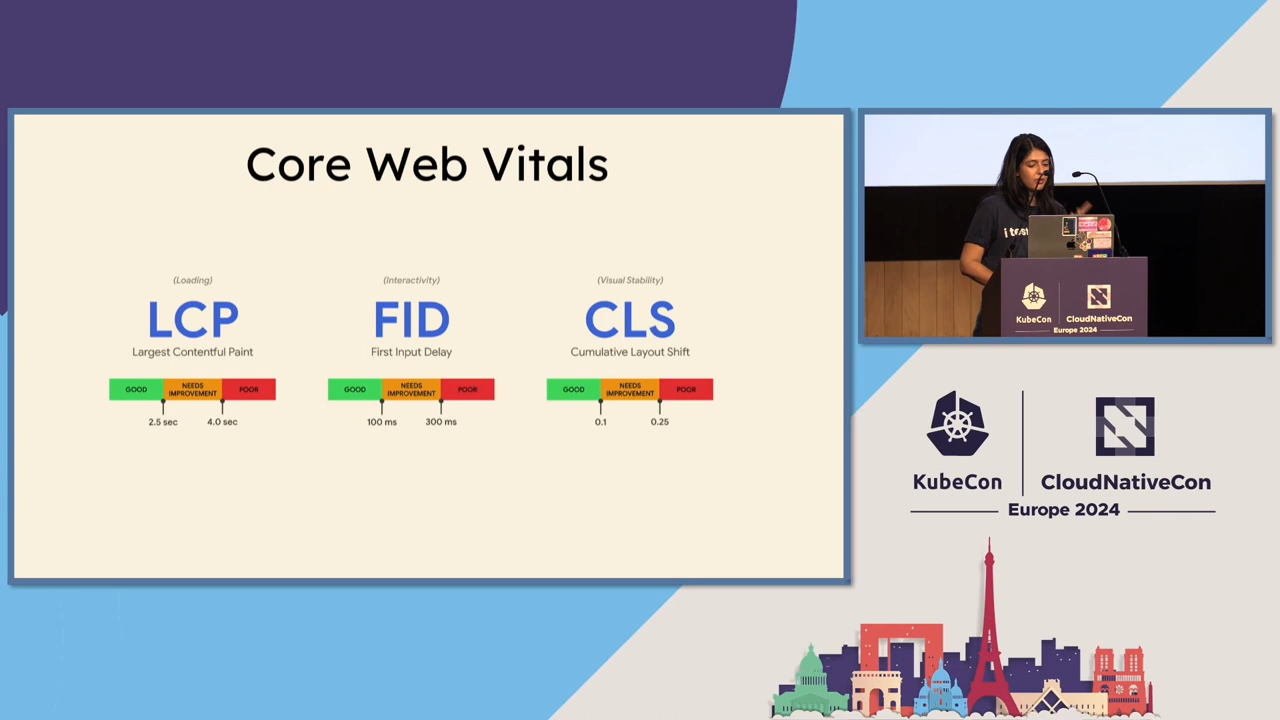 Core Web Vitals
(Loading)
LCP
Largest Contentful Paint
GOOD
NEEDS
IMPROVEMENT
POOR
2.5 sec
4.0 sec
(Interactivity)
FID
First Input Delay
GOOD
NEEDS
IMPROVEMENT
POOR
100 ms
300 ms
(Visual Stability)
CLS
Cumulative Layout Shift
GOOD
NEEDS
IMPROVEMENT
POOR
0.1
0.25
i test
KubeCon
CloudNativeCon
Europe 2024
KubeCon
CloudNativeCon
Europe 2024